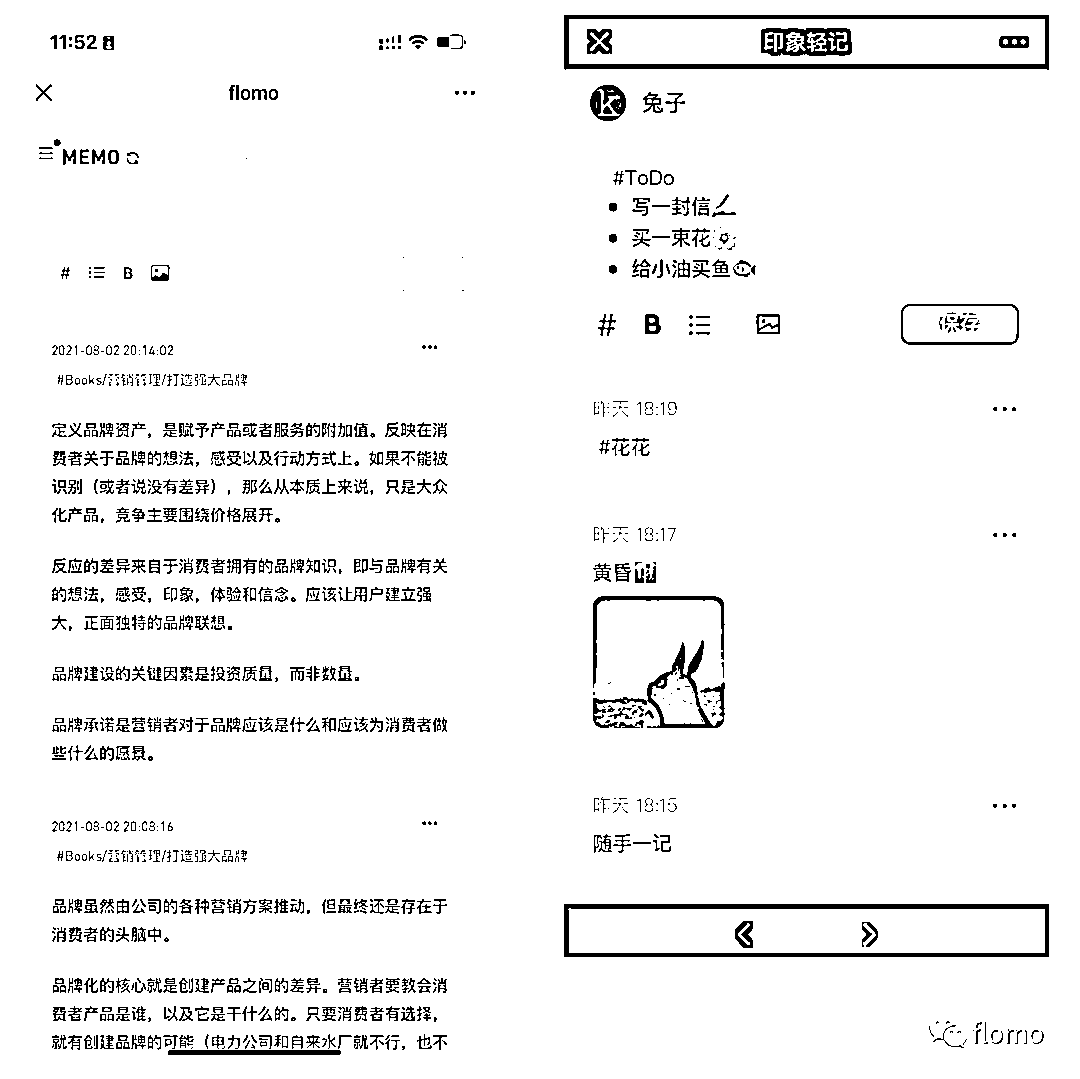 11:52
flomo
MEMO
# B
2021-08-02 20:14:02
#Books/营销管理/打造强大品牌
定义品牌资产，是赋予产品或者服务的附加值。反映在消
费者关于品牌的想法，感受以及行动方式上。如果不能被
识别（或者说没有差异），那么从本质上来说，只是大众
化产品，竞争主要围绕价格展开。
反应的差异来自于消费者拥有的品牌知识，即与品牌有关
的想法，感受，印象，体验和信念。应该让用户建立强
大，正面独特的品牌联想。
品牌建设的关键因素是投资质量，而非数量。
品牌承诺是营销者对于品牌应该是什么和应该为消费者做
些什么的愿景。
2021-08-02 20:08:16
#Books/营销管理/打造强大品牌
品牌虽然由公司的各种营销方案推动，但最终还是存在于
消费者的头脑中。
品牌化的核心就是创建产品之间的差异。营销者要教会消
费者产品是谁，以及它是干什么的。只要消费者有选择，
就有创建品牌的可能（电力公司和自来水厂就不行，也不
印象轻记
兔子
#ToDo
写一封信
买一束花
给小油买鱼
# B
保存
昨天 18:19
#花花
昨天 18:17
黄昏
昨天 18:15
随手一记
flomo